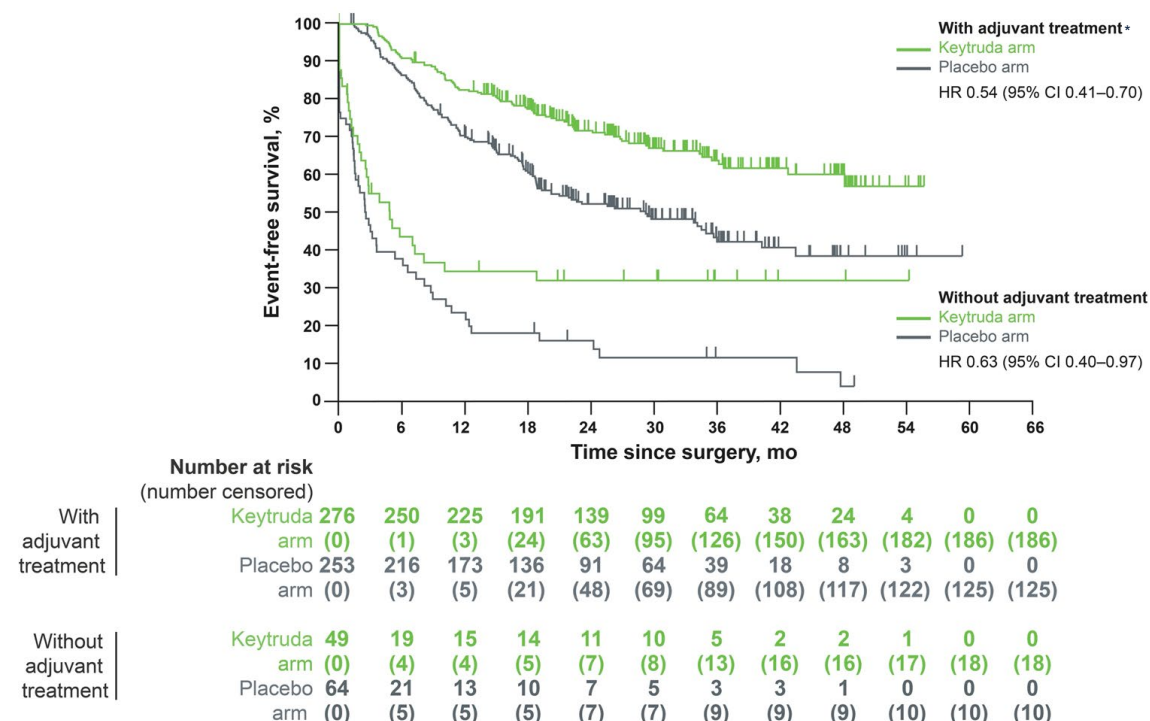 With adjuvant treatment*
Keytruda arm
Placebo arm
HR 0.54 (95% CI 0.41–0.70)
Event-free survival, %
100
90
80
70
60
50
40
30
20
10
0
Without adjuvant treatment
Keytruda arm
Placebo arm
HR 0.63 (95% CI 0.40–0.97)
0 6 12 18 24 30 36 42 48 54 60 66
Time since surgery, mo
Number at risk
(number censored)
With adjuvant treatment
Keytruda 276 250 225 191 139 99 64 38 24 4 0 0
arm (0) (1) (3) (24) (63) (95) (126) (150) (163) (182) (186) (186)
Placebo 253 216 173 136 91 64 39 18 8 3 0 0
arm (0) (3) (5) (21) (48) (69) (89) (108) (117) (122) (125) (125)
Without adjuvant treatment
Keytruda 49 19 15 14 11 10 5 2 2 1 0 0
arm (0) (4) (4) (5) (7) (8) (13) (16) (16) (17) (18) (18)
Placebo 64 21 13 10 7 5 3 3 1 0 0 0
arm (0) (5) (5) (5) (7) (7) (9) (9) (9) (10) (10) (10)